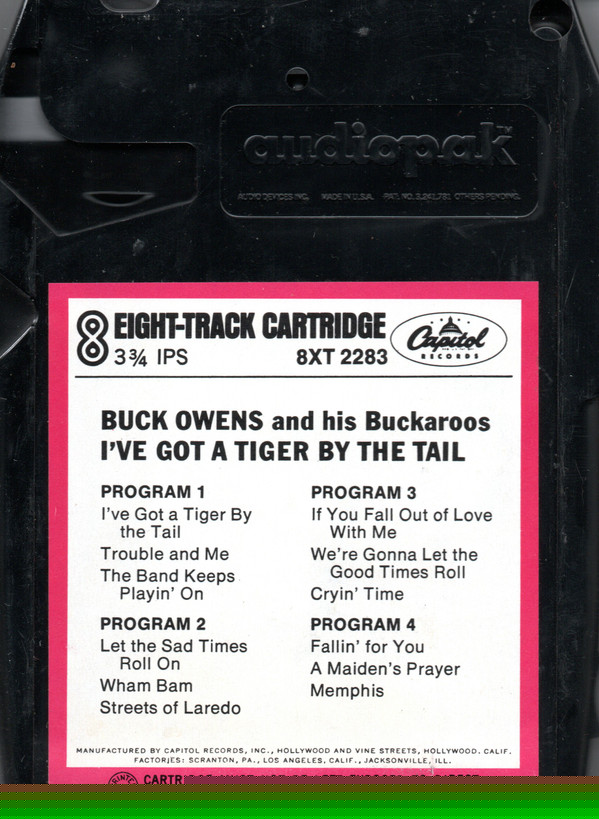 audiopak™
AUDIO DEVICES INC. MADE IN U.S.A. PAT. NO. 3,241,781 OTHERS PENDING.
8 EIGHT-TRACK CARTRIDGE
3¾ IPS 8XT 2283
Capitol
RECORDS
BUCK OWENS and his Buckaroos
I'VE GOT A TIGER BY THE TAIL
PROGRAM 1
I've Got a Tiger By
the Tail
Trouble and Me
The Band Keeps
Playin' On
PROGRAM 2
Let the Sad Times
Roll On
Wham Bam
Streets of Laredo
PROGRAM 3
If You Fall Out of Love
With Me
We're Gonna Let the
Good Times Roll
Cryin' Time
PROGRAM 4
Fallin' for You
A Maiden's Prayer
Memphis
MANUFACTURED BY CAPITOL RECORDS, INC., HOLLYWOOD AND VINE STREETS, HOLLYWOOD, CALIF.
FACTORIES: SCRANTON, PA., LOS ANGELES, CALIF., JACKSONVILLE, ILL.